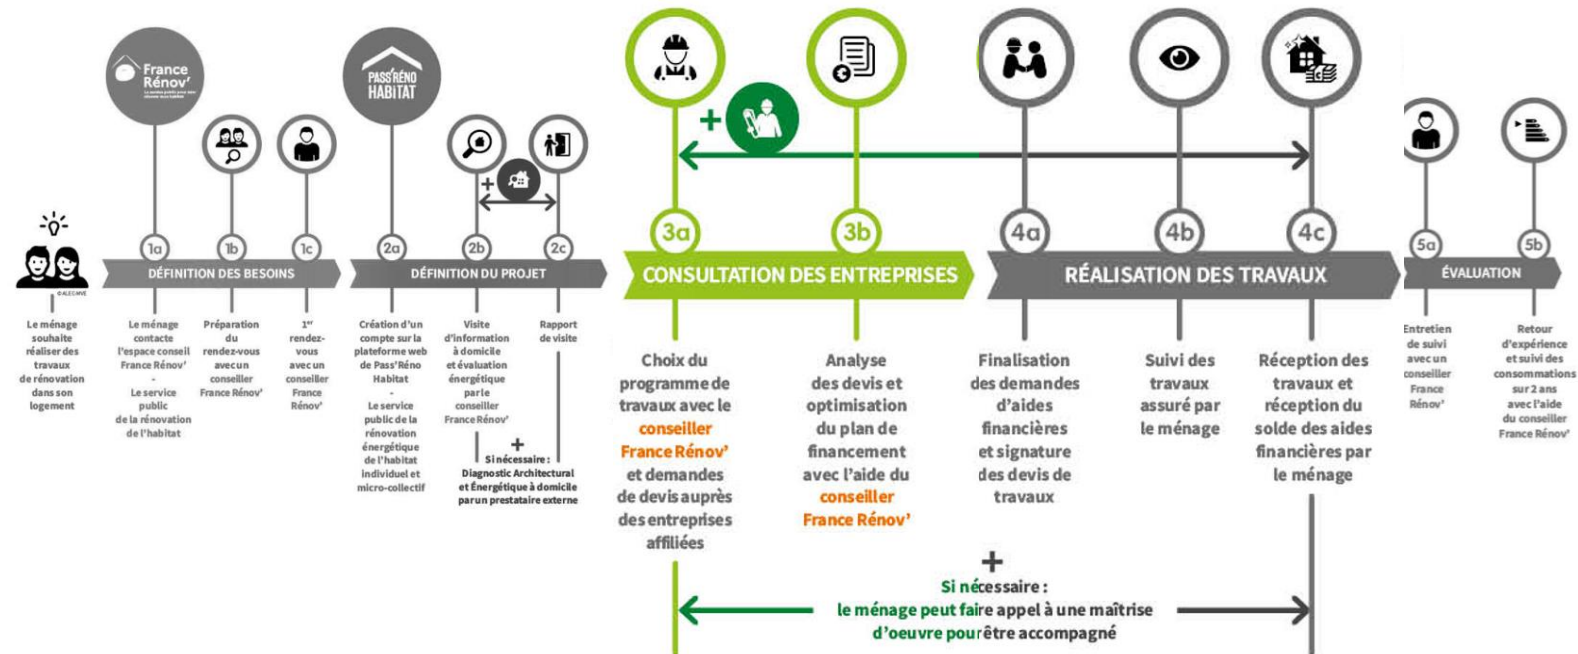 France
Rénov'
PASS'RÉNO
HABITAT
+
+
1a
1b
1c
2a
2b
2c
3a
3b
4a
4b
4c
5a
5b
DÉFINITION DES BESOINS
DÉFINITION DU PROJET
CONSULTATION DES ENTREPRISES
RÉALISATION DES TRAVAUX
ÉVALUATION
Le ménage
souhaite
réaliser des
travaux
de rénovation
dans son
logement
Le ménage
contacte
l'espace conseil
France Rénov'
-
Le service
public
de la rénovation
de l'habitat
Préparation
du
rendez-vous
avec un
conseiller
France Rénov'
1er
rendez-
vous
avec un
conseiller
France
Rénov'
Création d'un
compte sur la
plateforme web
de Pass'Réno
Habitat
-
Le service
public de la
rénovation
énergétique
de l'habitat
individuel et
micro-collectif
Visite
d'information
à domicile
et évaluation
énergétique
par le
conseiller
France Rénov'
Rapport
de visite
+
Si nécessaire :
Diagnostic Architectural
et Énergétique à domicile
par un prestataire externe
Choix du
programme de
travaux avec le
conseiller
France Rénov'
et demandes
de devis auprès
des entreprises
affiliées
Analyse
des devis et
optimisation
du plan de
financement
avec l'aide du
conseiller
France Rénov'
Finalisation
des demandes
d'aides
financières
et signature
des devis de
travaux
Suivi des
travaux
assuré par
le ménage
Réception des
travaux et
réception du
solde des aides
financières par
le ménage
+
Si nécessaire :
le ménage peut faire appel à une maîtrise
d'oeuvre pour être accompagné
Entretien
de suivi
avec un
conseiller
France
Rénov'
Retour
d'expérience
et suivi des
consommations
sur 2 ans
avec l'aide
du conseiller
France Rénov'